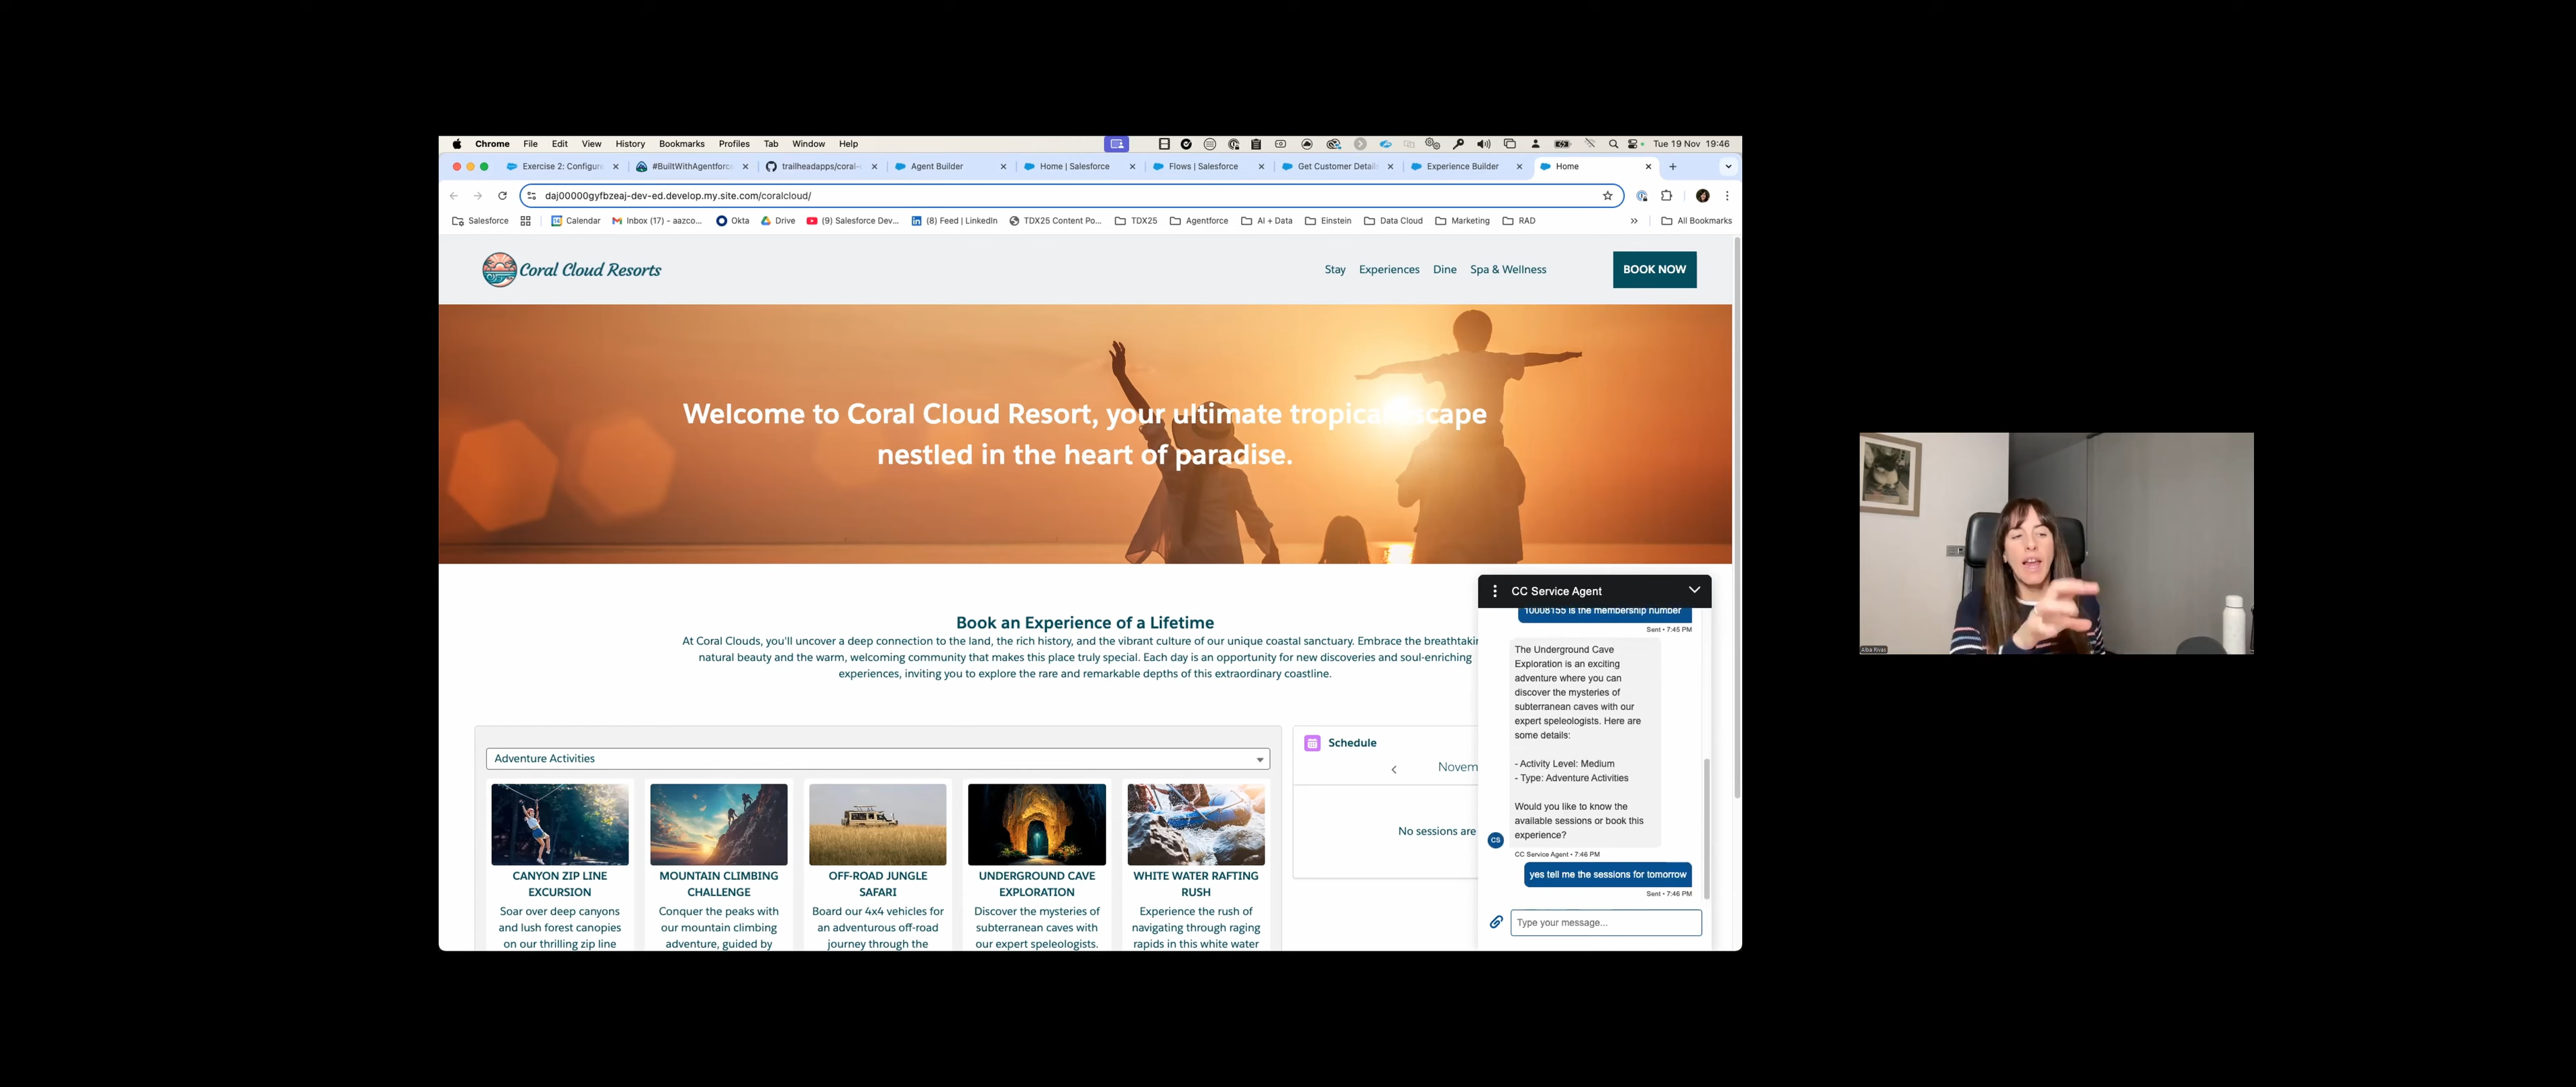 Chrome File Edit View History Bookmarks Profiles Tab Window Help Tue 19 Nov 19:46
Exercise 2: Configure #BuiltWithAgentforce trailheadapps/coral- Agent Builder Home | Salesforce Flows | Salesforce Get Customer Details Experience Builder Home
daj00000gyfbzeaj-dev-ed.develop.my.site.com/coralcloud/
Salesforce Calendar Inbox (17) - aazco... Okta Drive (9) Salesforce Dev... (8) Feed | LinkedIn TDX25 Content Po... TDX25 Agentforce AI + Data Einstein Data Cloud Marketing RAD All Bookmarks
Coral Cloud Resorts Stay Experiences Dine Spa & Wellness BOOK NOW
Welcome to Coral Cloud Resort, your ultimate tropical escape
nestled in the heart of paradise.
Book an Experience of a Lifetime
At Coral Clouds, you'll uncover a deep connection to the land, the rich history, and the vibrant culture of our unique coastal sanctuary. Embrace the breathtakin
natural beauty and the warm, welcoming community that makes this place truly special. Each day is an opportunity for new discoveries and soul-enriching
experiences, inviting you to explore the rare and remarkable depths of this extraordinary coastline.
Adventure Activities
CANYON ZIP LINE
EXCURSION
Soar over deep canyons
and lush forest canopies
on our thrilling zip line
MOUNTAIN CLIMBING
CHALLENGE
Conquer the peaks with
our mountain climbing
adventure, guided by
OFF-ROAD JUNGLE
SAFARI
Board our 4x4 vehicles for
an adventurous off-road
journey through the
UNDERGROUND CAVE
EXPLORATION
Discover the mysteries of
subterranean caves with
our expert speleologists.
WHITE WATER RAFTING
RUSH
Experience the rush of
navigating through raging
rapids in this white water
Schedule
Novem
No sessions are
CC Service Agent
10008155 is the membership number
Sent • 7:45 PM
The Underground Cave
Exploration is an exciting
adventure where you can
discover the mysteries of
subterranean caves with our
expert speleologists. Here are
some details:
- Activity Level: Medium
- Type: Adventure Activities
Would you like to know the
available sessions or book this
experience?
CS
CC Service Agent • 7:46 PM
yes tell me the sessions for tomorrow
Sent • 7:46 PM
Type your message...
Alba Rivas